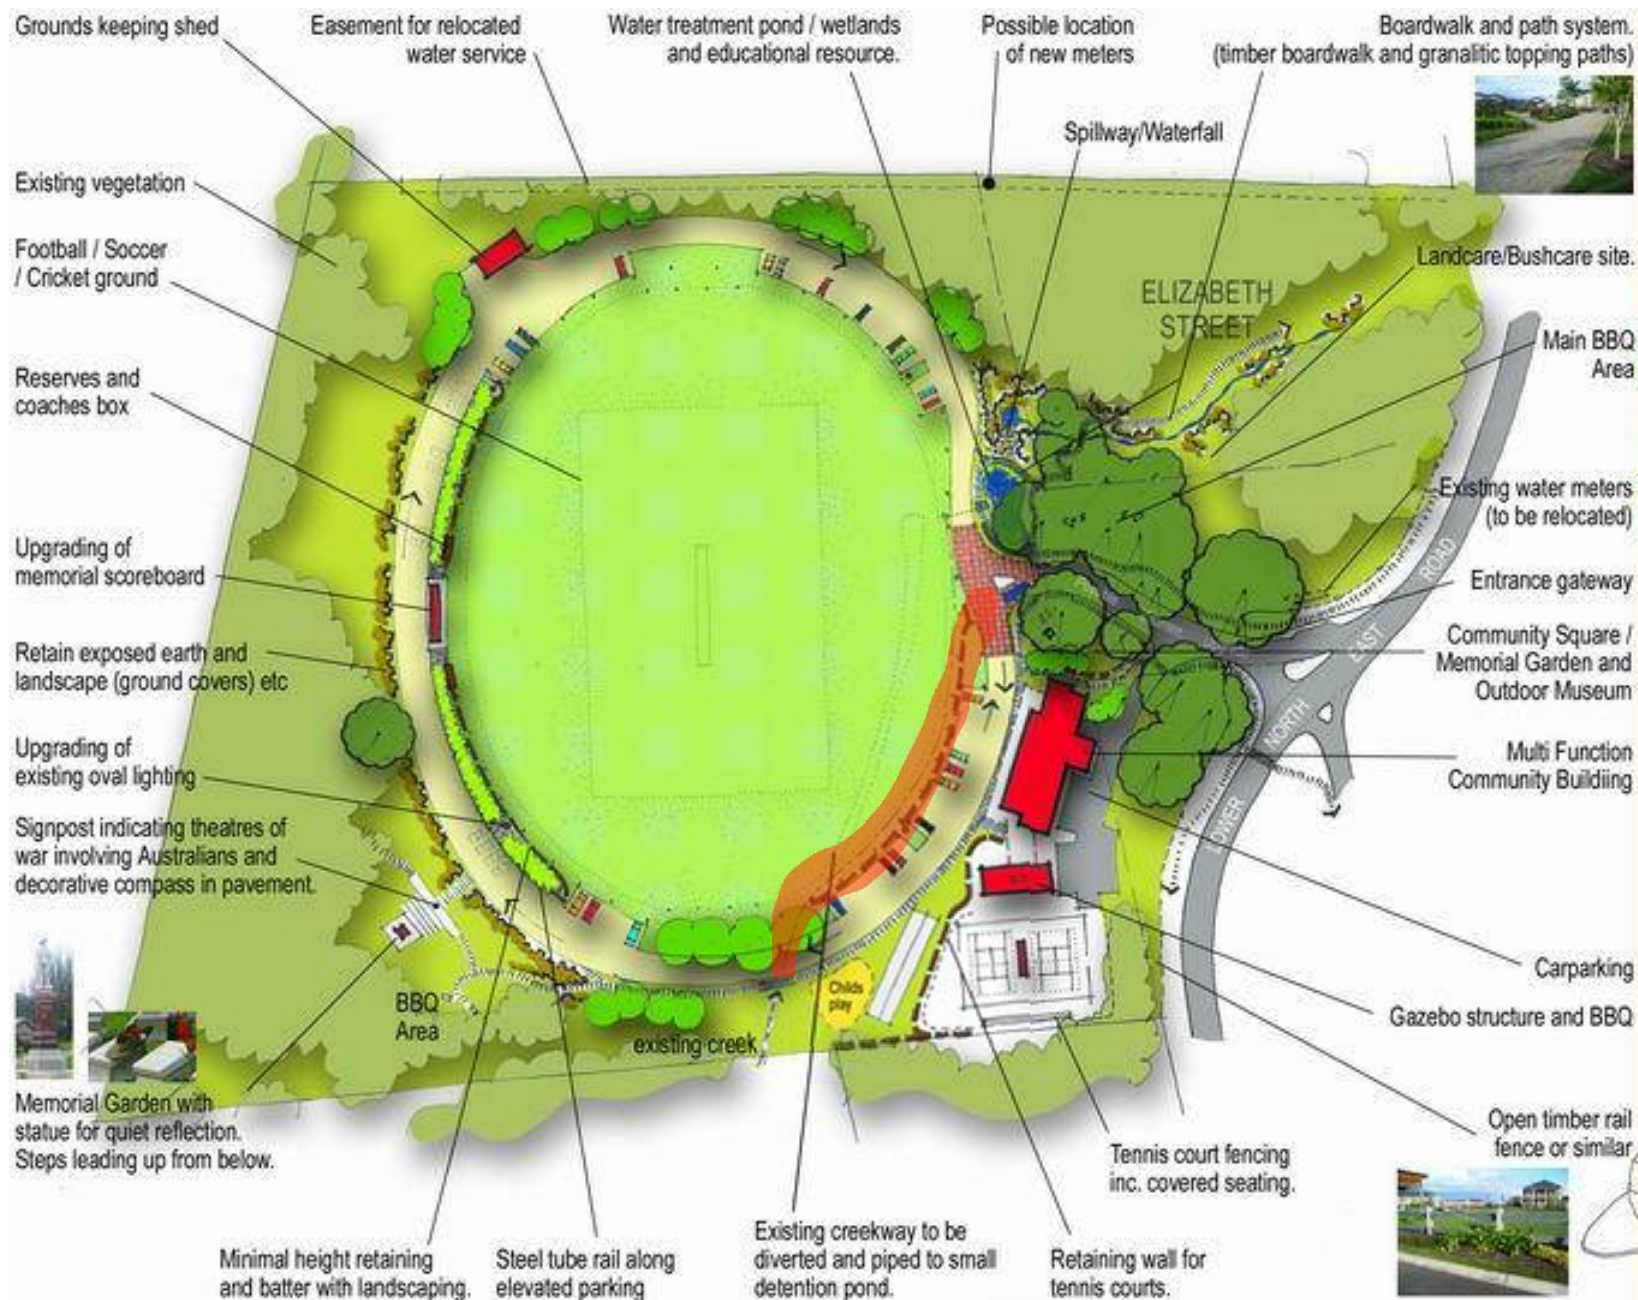 Grounds keeping shed
Easement for relocated
water service
Water treatment pond / wetlands
and educational resource.
Possible location
of new meters
Boardwalk and path system.
(timber boardwalk and granalitic topping paths)
Spillway/Waterfall
Existing vegetation
Football / Soccer
/ Cricket ground
Landcare/Bushcare site.
ELIZABETH
STREET
Main BBQ
Area
Reserves and
coaches box
Existing water meters
(to be relocated)
Upgrading of
memorial scoreboard
Entrance gateway
Community Square /
Memorial Garden and
Outdoor Museum
Retain exposed earth and
landscape (ground covers) etc
LOWER NORTH EAST ROAD
Upgrading of
existing oval lighting
Multi Function
Community Buildiing
Signpost indicating theatres of
war involving Australians and
decorative compass in pavement.
Carparking
BBQ
Area
Childs
play
Gazebo structure and BBQ
existing creek
Memorial Garden with
statue for quiet reflection.
Steps leading up from below.
Open timber rail
fence or similar
Tennis court fencing
inc. covered seating.
Minimal height retaining
and batter with landscaping.
Steel tube rail along
elevated parking
Existing creekway to be
diverted and piped to small
detention pond.
Retaining wall for
tennis courts.